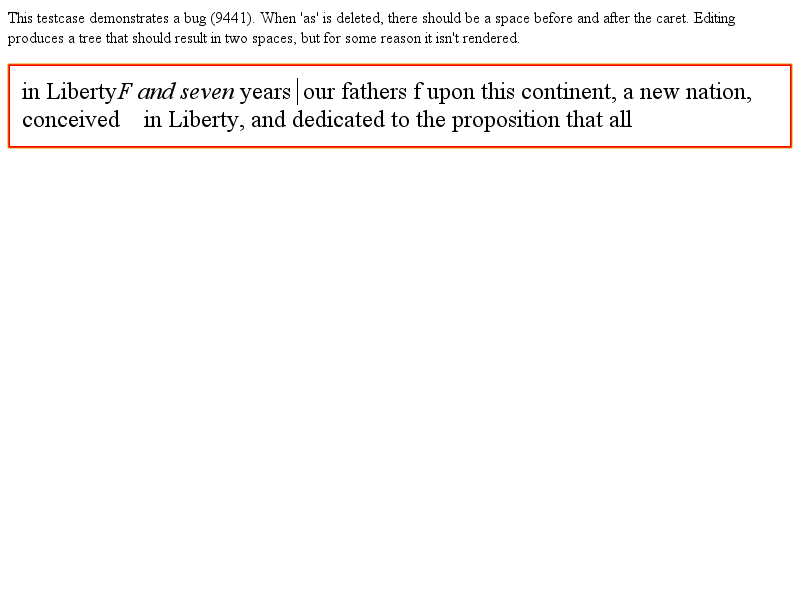 This testcase demonstrates a bug (9441). When 'as' is deleted, there should be a space before and after the caret. Editing
produces a tree that should result in two spaces, but for some reason it isn't rendered.
in LibertyF and seven years our fathers f upon this continent, a new nation,
conceived    in Liberty, and dedicated to the proposition that all